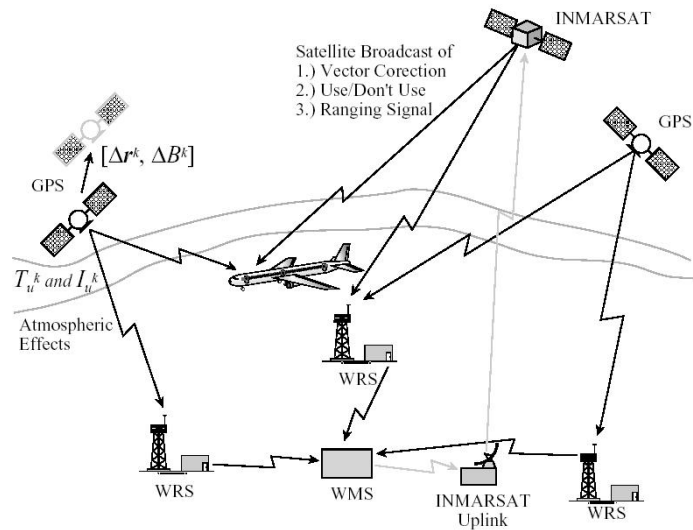 INMARSAT
Satellite Broadcast of
1.) Vector Corection
2.) Use/Don't Use
3.) Ranging Signal
GPS
[Δr^k, ΔB^k]
GPS
T_u^k and I_u^k
Atmospheric
Effects
WRS
WRS
WMS
INMARSAT
Uplink
WRS